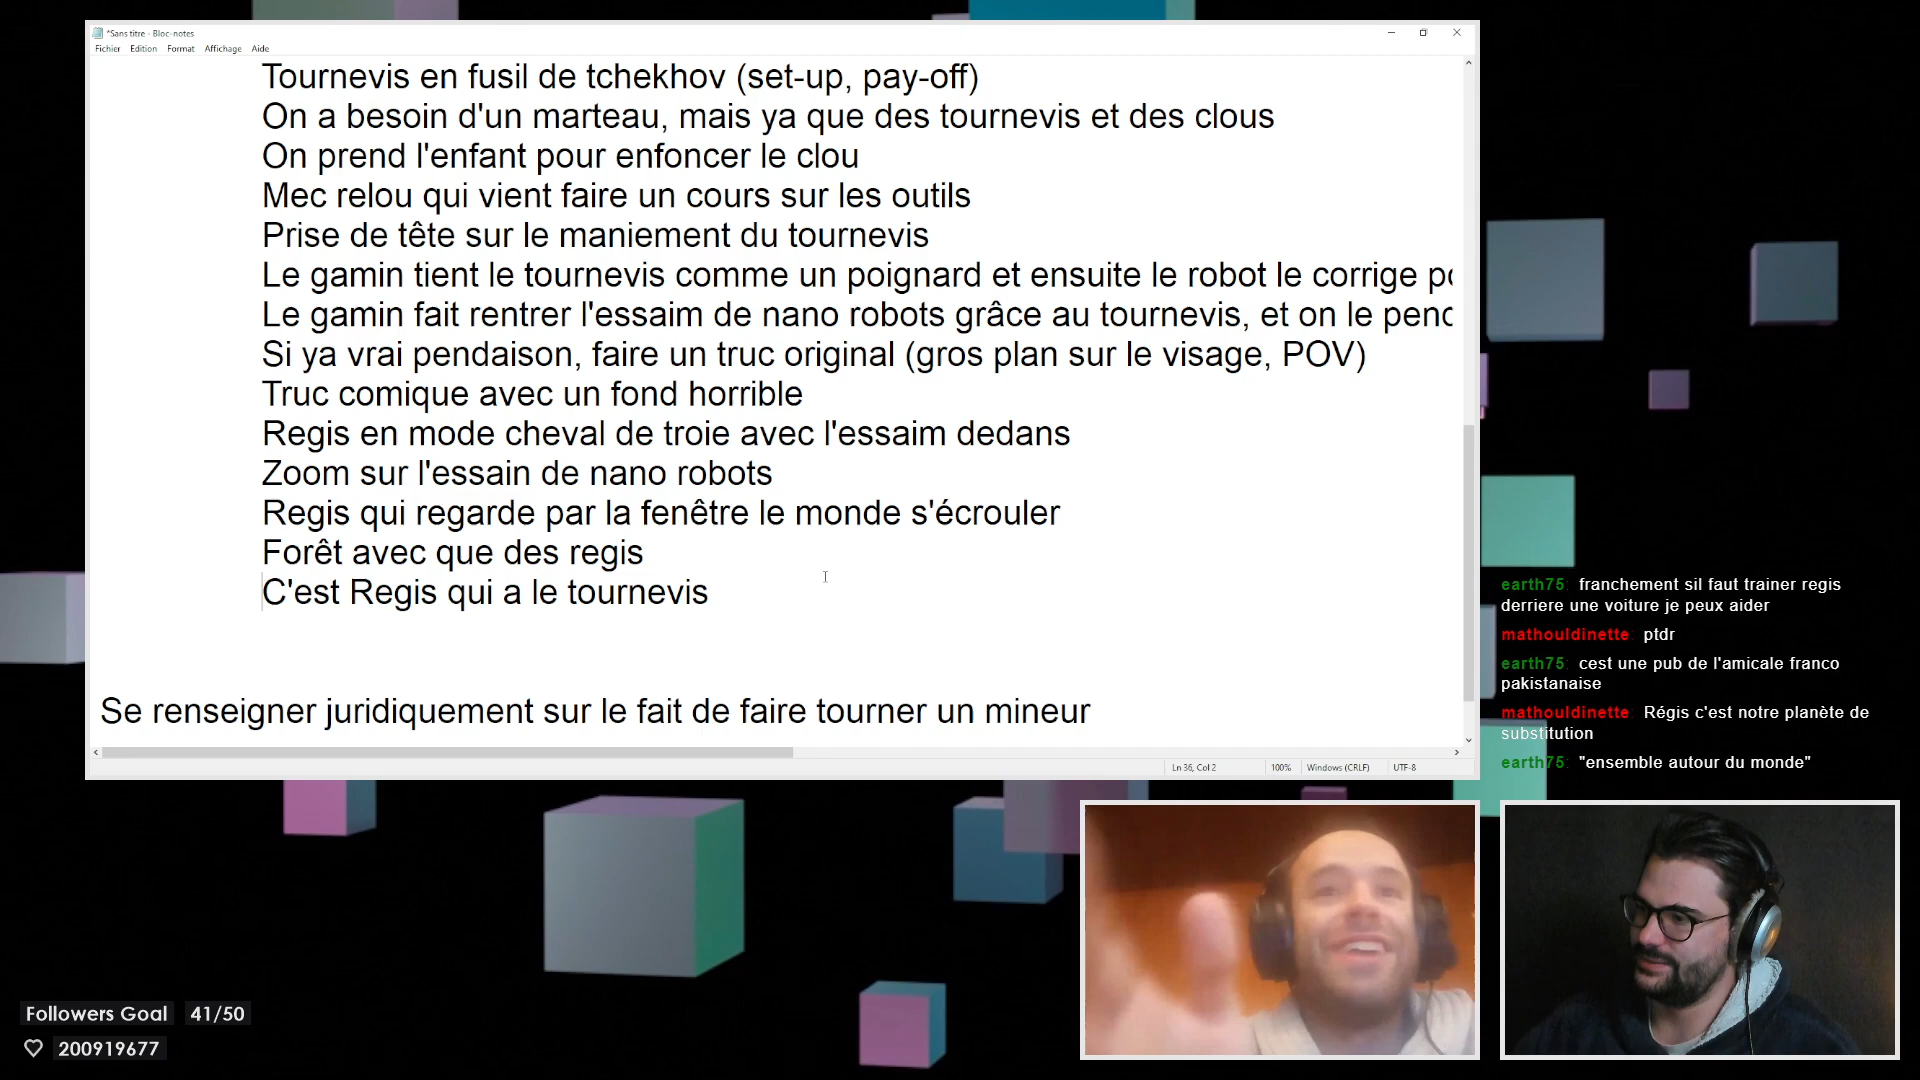 *Sans titre - Bloc-notes
Fichier Edition Format Affichage Aide
Tournevis en fusil de tchekhov (set-up, pay-off)
On a besoin d'un marteau, mais ya que des tournevis et des clous
On prend l'enfant pour enfoncer le clou
Mec relou qui vient faire un cours sur les outils
Prise de tête sur le maniement du tournevis
Le gamin tient le tournevis comme un poignard et ensuite le robot le corrige
Le gamin fait rentrer l'essaim de nano robots grâce au tournevis, et on le
Si ya vrai pendaison, faire un truc original (gros plan sur le visage, POV)
Truc comique avec un fond horrible
Regis en mode cheval de troie avec l'essaim dedans
Zoom sur l'essain de nano robots
Regis qui regarde par la fenêtre le monde s'écrouler
Forêt avec que des regis
C'est Regis qui a le tournevis
Se renseigner juridiquement sur le fait de faire tourner un mineur
Ln 36, Col 2 100% Windows (CRLF) UTF-8
earth75: franchement sil faut trainer regis
derriere une voiture je peux aider
mathouldinette: ptdr
earth75: cest une pub de l'amicale franco
pakistanaise
mathouldinette: Régis c'est notre planète de
substitution
earth75: "ensemble autour du monde"
Followers Goal 41/50
200919677